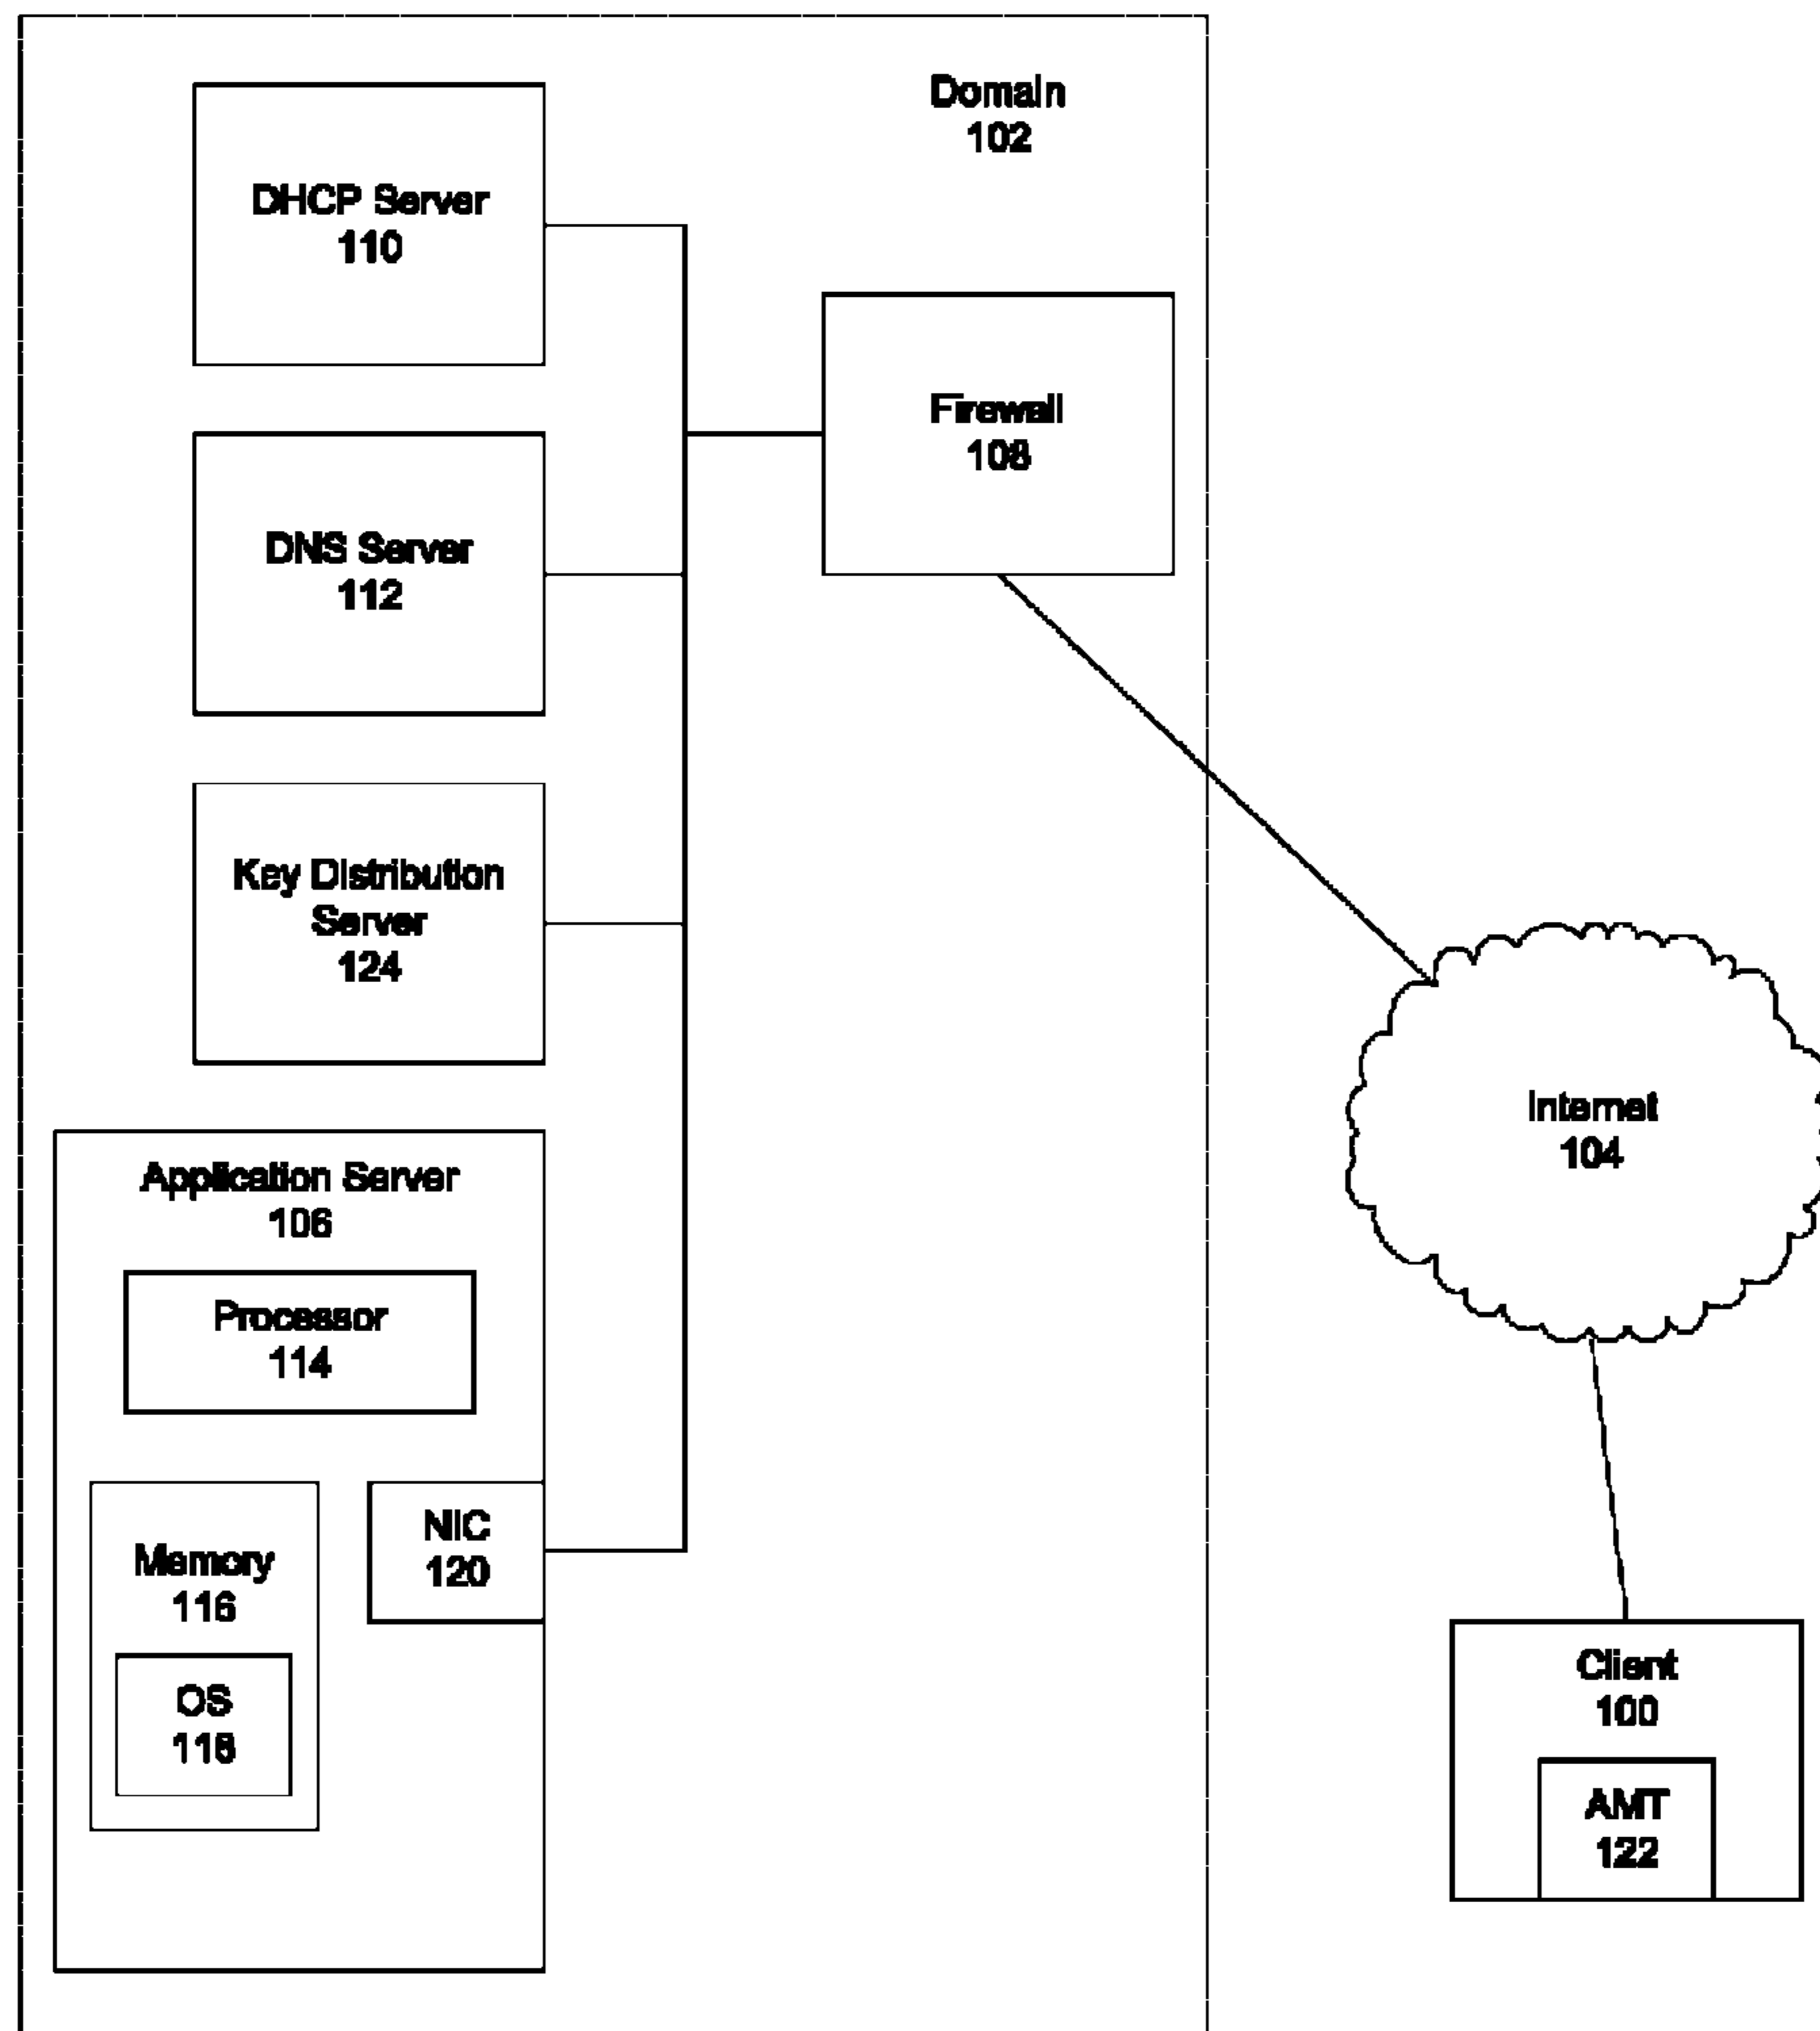 Domain
102
DHCP Server
110
Firewall
108
DNS Server
112
Key Distribution
Server
124
Internet
104
Application Server
106
Processor
114
NIC
120
Memory
116
OS
118
Client
100
AMT
122